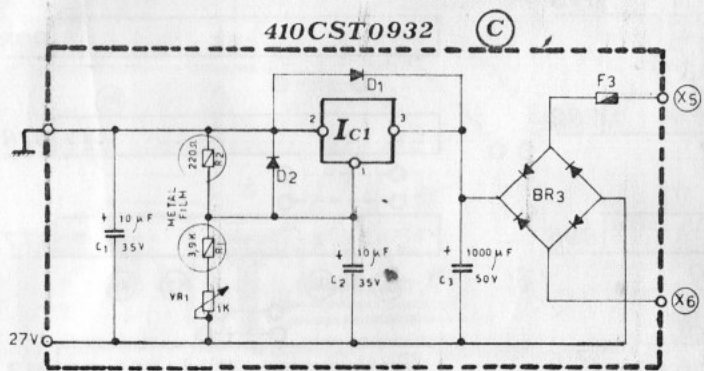 410CST0932 C
D1
F3
X5
2 IC1 3
1
220Ω R2
D2
METAL FILM
BR3
+ 10µF
C1 35V
3,9K R1
+ 10µF
C2 35V
+ 1000µF
C3 50V
VR1 1K
X6
27V